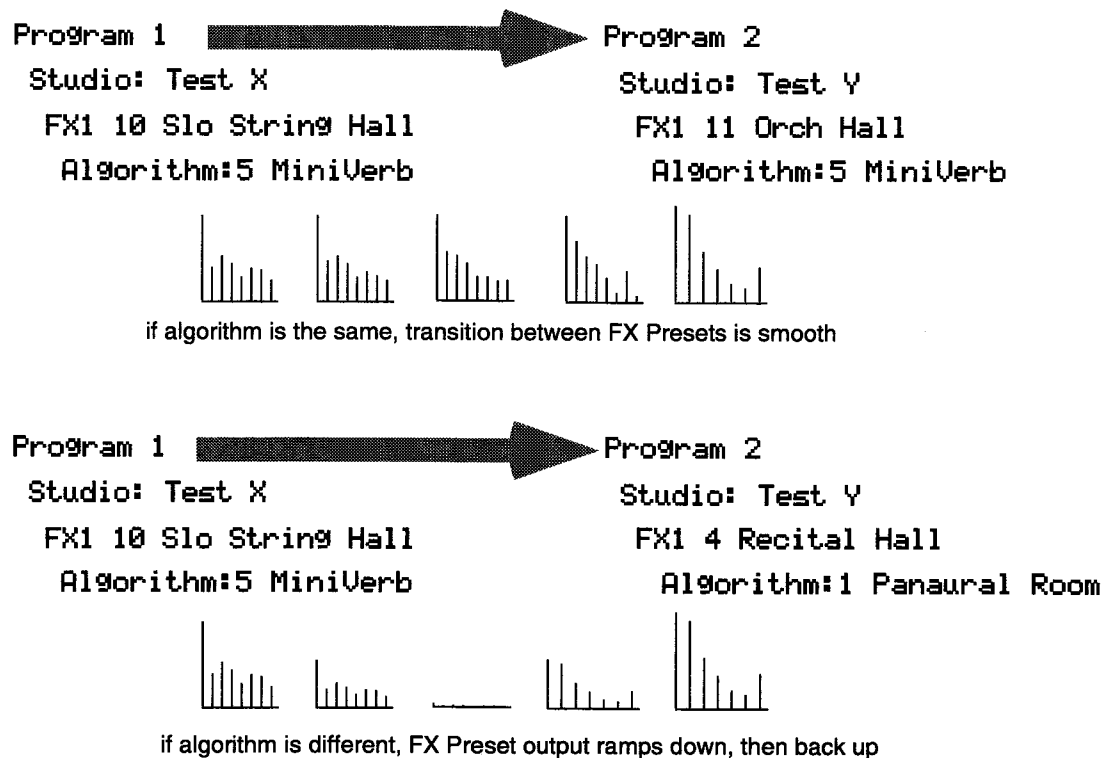 Program 1 Program 2
Studio: Test X Studio: Test Y
FX1 10 Slo String Hall FX1 11 Orch Hall
Algorithm:5 MiniVerb Algorithm:5 MiniVerb
if algorithm is the same, transition between FX Presets is smooth
Program 1 Program 2
Studio: Test X Studio: Test Y
FX1 10 Slo String Hall FX1 4 Recital Hall
Algorithm:5 MiniVerb Algorithm:1 Panaural Room
if algorithm is different, FX Preset output ramps down, then back up